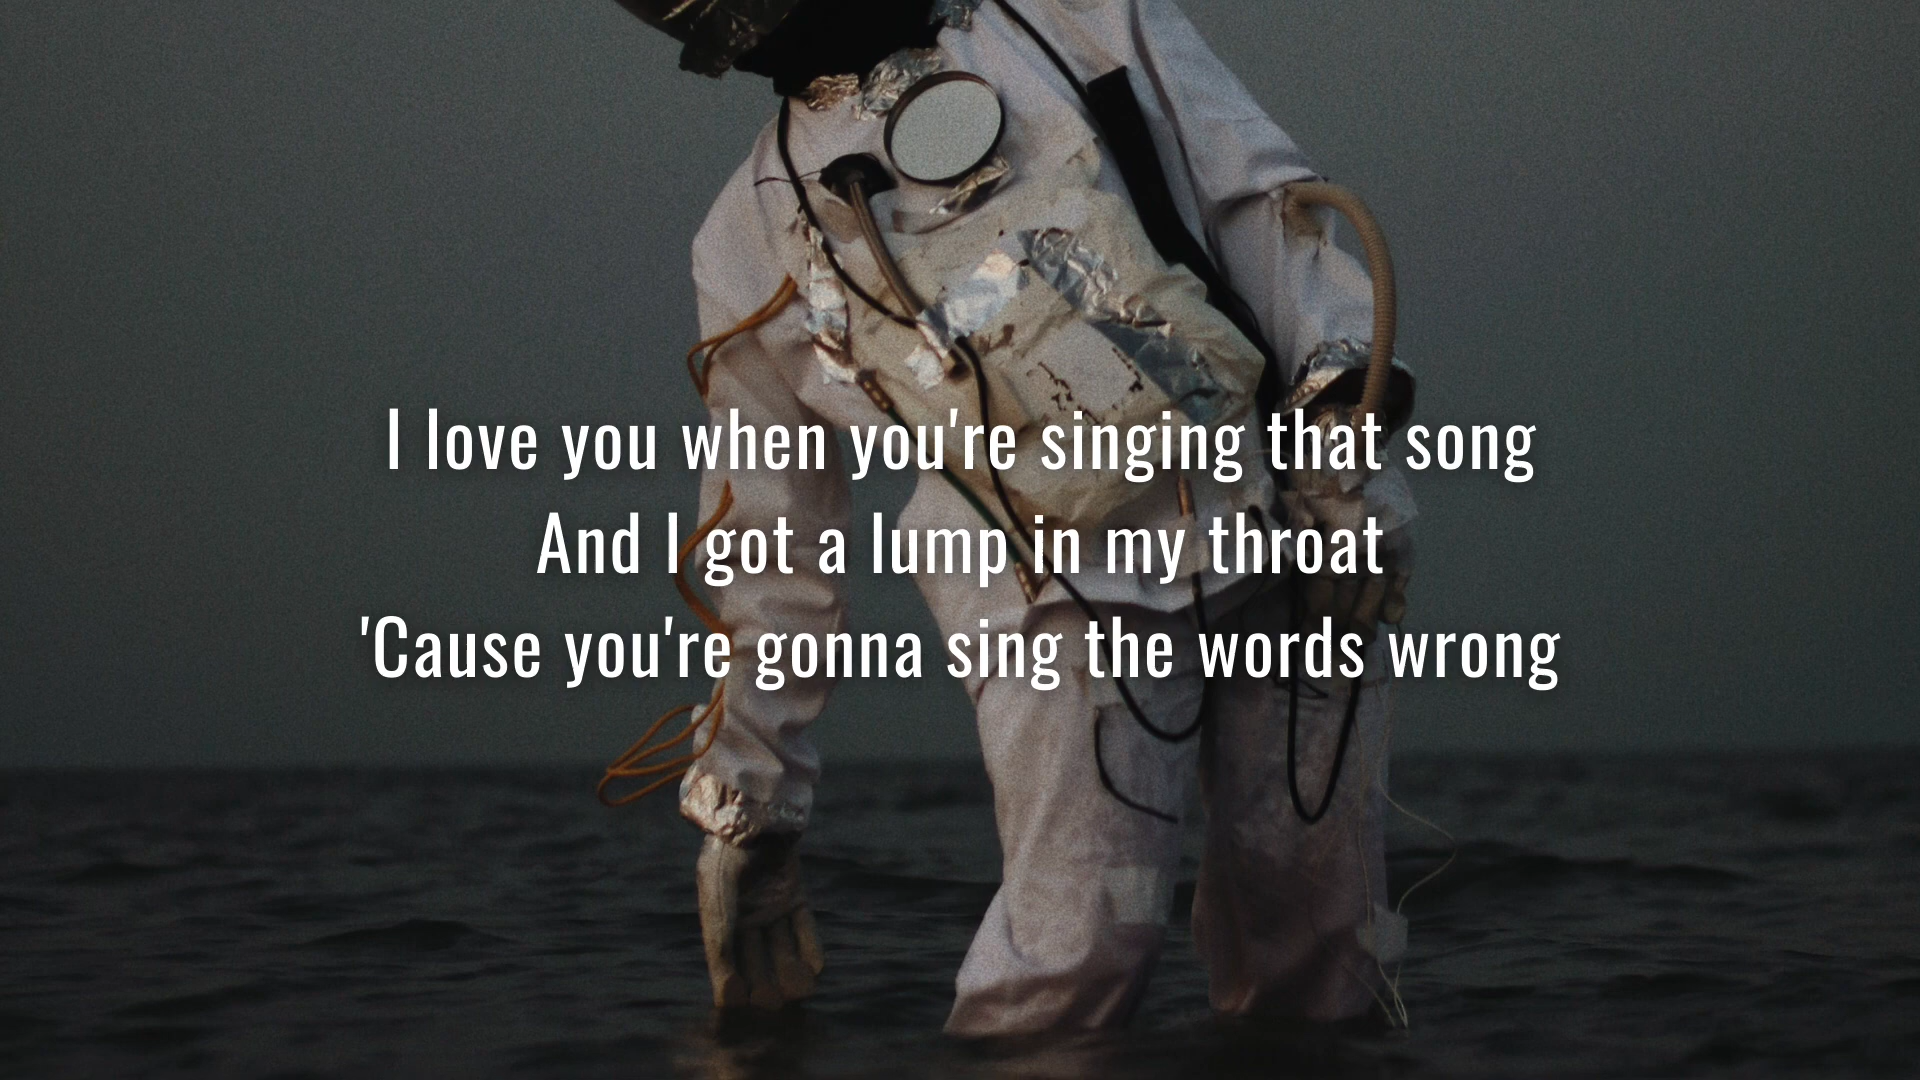 I love you when you're singing that song
And I got a lump in my throat
'Cause you're gonna sing the words wrong